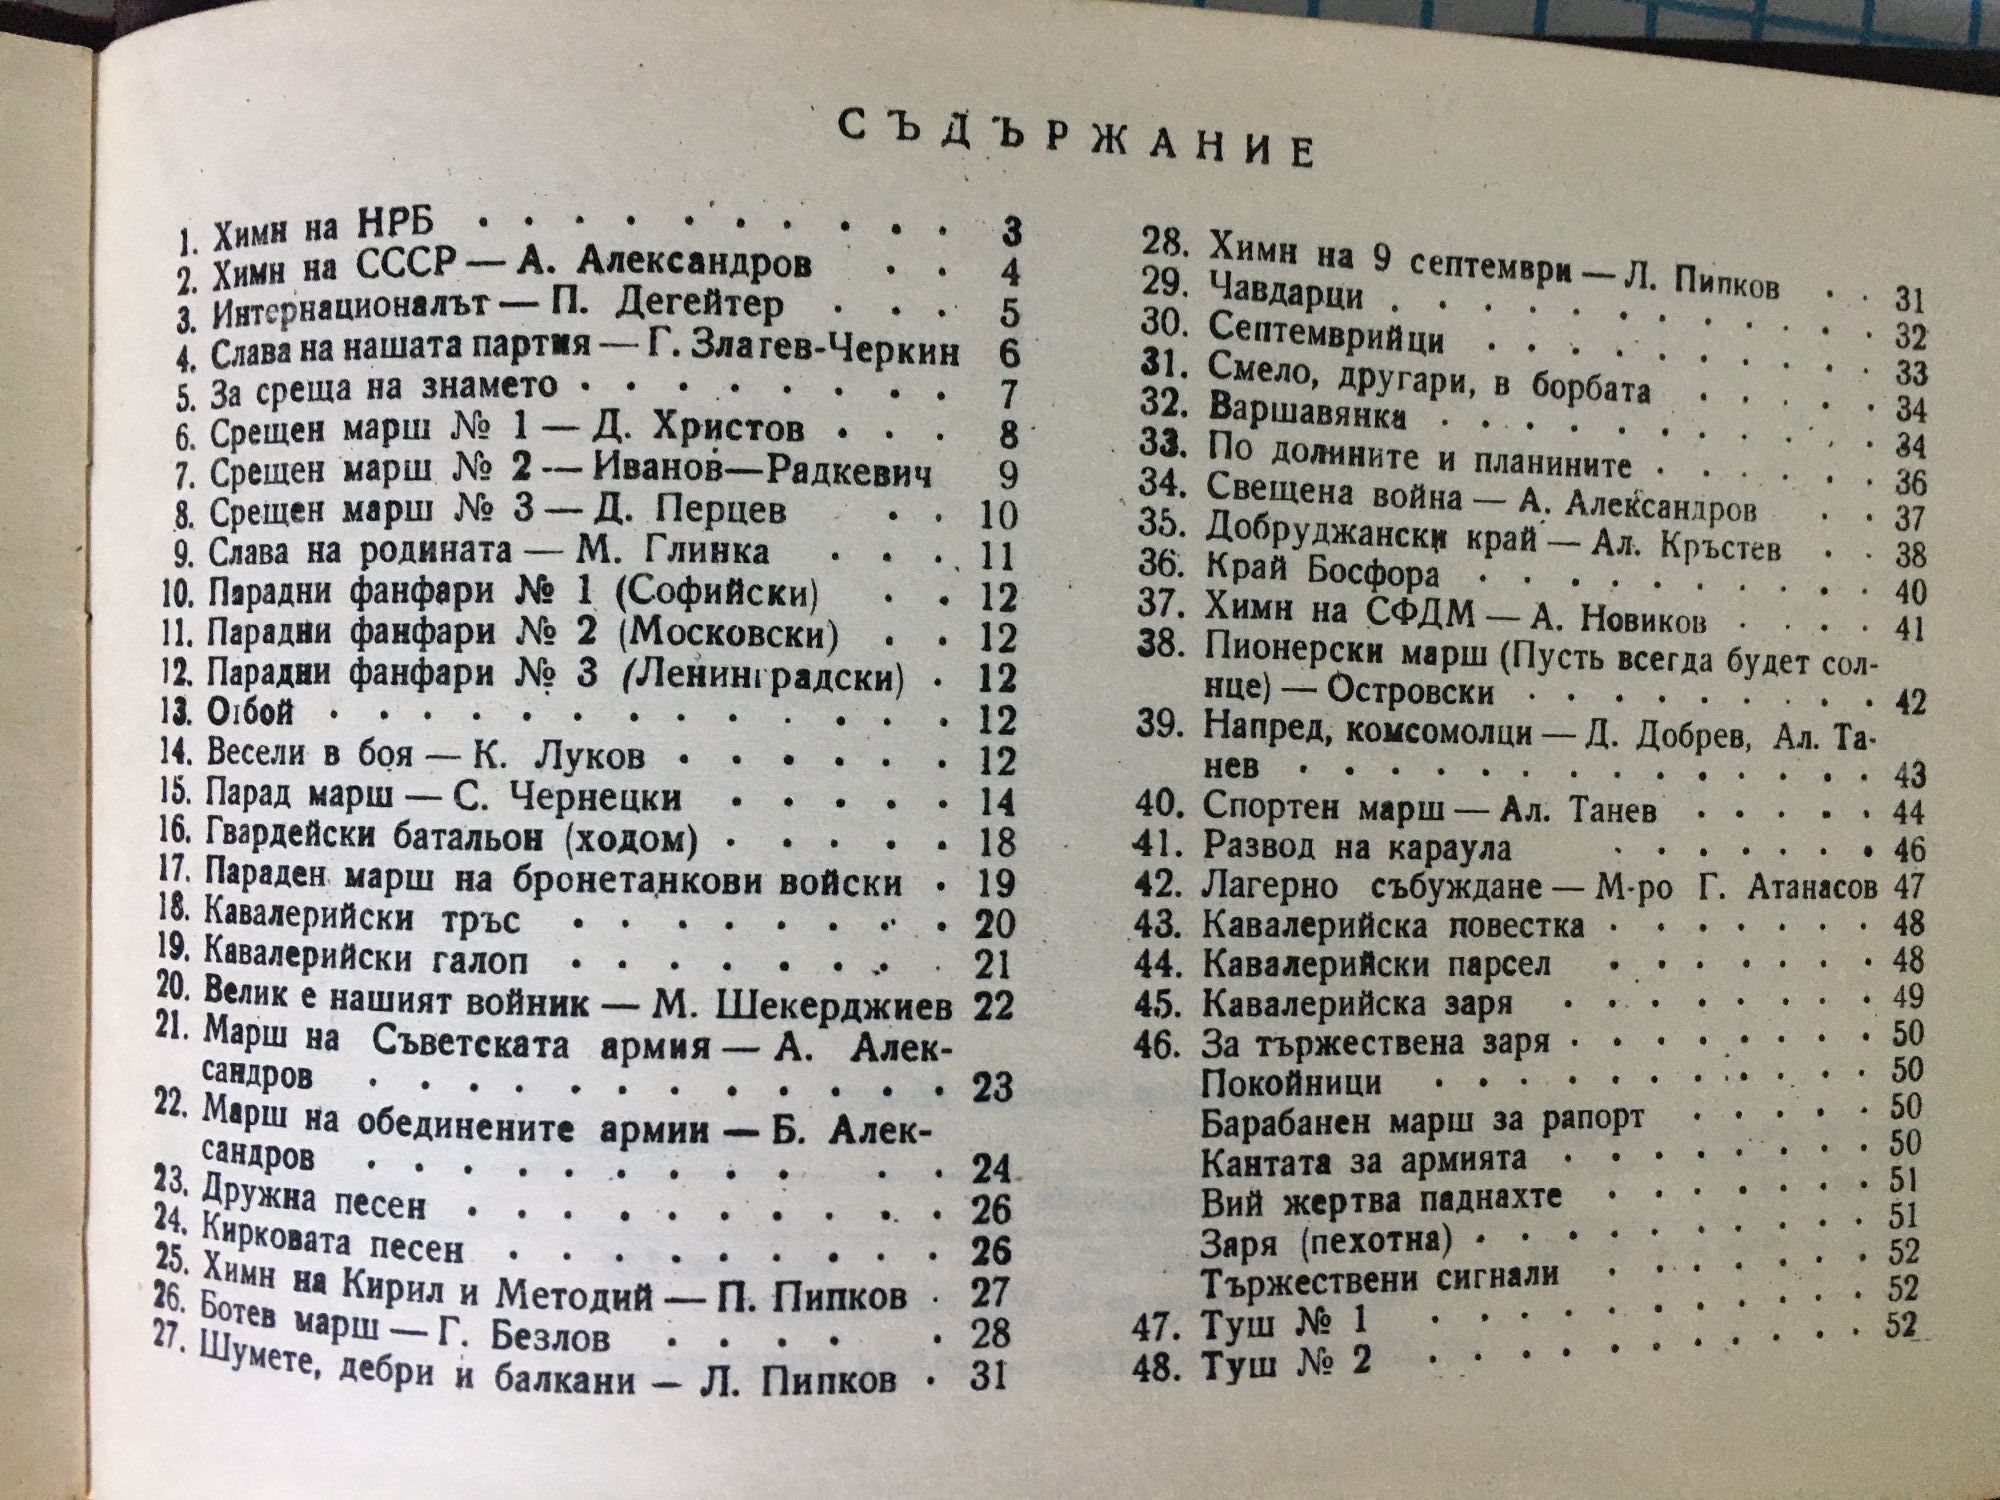 СЪДЪРЖАНИЕ
1. Химн на НРБ . . . . . . . . . . 3
2. Химн на СССР — А. Александров . . 4
3. Интернационалът — П. Дегейтер . . . 5
4. Слава на нашата партия — Г. Златев-Черкин 6
5. За среща на знамето . . . . . . . . 7
6. Срещен марш № 1 — Д. Христов . . . 8
7. Срещен марш № 2 — Иванов—Радкевич 9
8. Срещен марш № 3 — Д. Перцев . . 10
9. Слава на родината — М. Глинка . . . 11
10. Парадни фанфари № 1 (Софийски) . . 12
11. Парадни фанфари № 2 (Московски) . . 12
12. Парадни фанфари № 3 (Ленинградски) . 12
13. Отбой . . . . . . . . . . . . . 12
14. Весели в боя — К. Луков . . . . . . 12
15. Парад марш — С. Чернецки . . . . . 14
16. Гвардейски батальон (ходом) . . . . . 18
17. Параден марш на бронетанкови войски . 19
18. Кавалерийски тръс . . . . . . . . 20
19. Кавалерийски галоп . . . . . . . 21
20. Велик е нашият войник — М. Шекерджиев 22
21. Марш на Съветската армия — А. Алек-
сандров . . . . . . . . . . . . 23
22. Марш на обединените армии — Б. Алек-
сандров . . . . . . . . . . . 24
23. Дружна песен . . . . . . . . . . 26
24. Кирковата песен . . . . . . . . . 26
25. Химн на Кирил и Методий — П. Пипков . 27
26. Ботев марш — Г. Безлов . . . . . 28
27. Шумете, дебри и балкани — Л. Пипков . 31
28. Химн на 9 септември — Л. Пипков . . 31
29. Чавдарци . . . . . . . . . . 32
30. Септемврийци . . . . . . . . 33
31. Смело, другари, в борбата . . . . . 34
32. Варшавянка . . . . . . . . . 34
33. По долините и планините . . . . . . 36
34. Свещена война — А. Александров . . 37
35. Добруджански край — Ал. Кръстев . . 38
36. Край Босфора . . . . . . . . . 40
37. Химн на СФДМ — А. Новиков . . . . 41
38. Пионерски марш (Пусть всегда будет сол-
нце) — Островски . . . . . . . . 42
39. Напред, комсомолци — Д. Добрев, Ал. Та-
нев . . . . . . . . . . . . . 43
40. Спортен марш — Ал. Танев . . . . . 44
41. Развод на караула . . . . . . . 46
42. Лагерно събуждане — М-ро Г. Атанасов 47
43. Кавалерийска повестка . . . . . . . 48
44. Кавалерийски парсел . . . . . . . 48
45. Кавалерийска заря . . . . . . . . 49
46. За тържествена заря . . . . . . . . 50
Покойници . . . . . . . . . . . 50
Барабанен марш за рапорт . . . . . 50
Кантата за армията . . . . . . . . 50
Вий жертва паднахте . . . . . . . 51
Заря (пехотна) . . . . . . . . . 51
Тържествени сигнали . . . . . . . 52
47. Туш № 1 . . . . . . . . . . 52
48. Туш № 2 . . . . . . . . . . 52